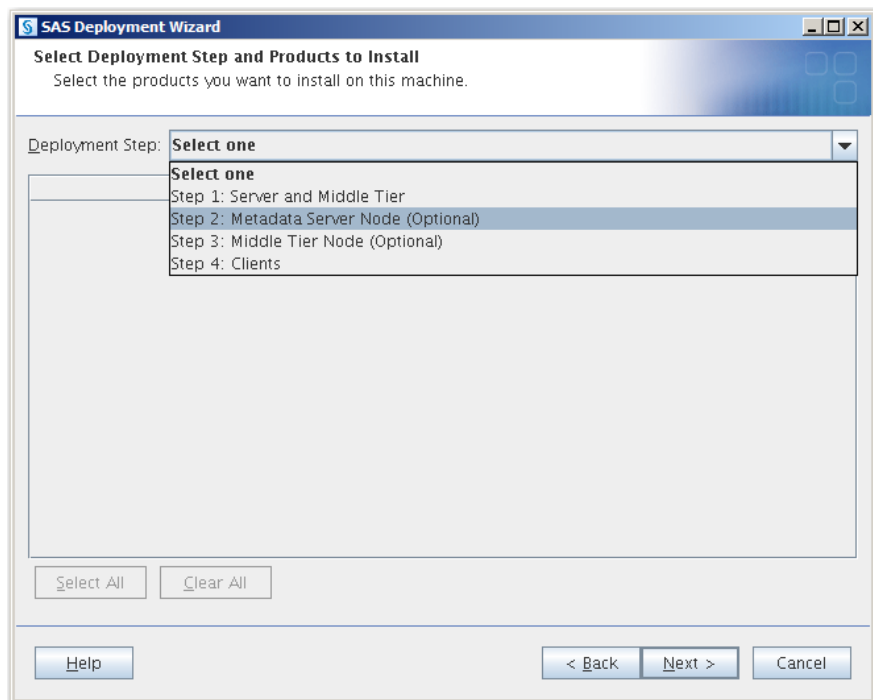 SAS Deployment Wizard
Select Deployment Step and Products to Install
Select the products you want to install on this machine.
Deployment Step: Select one
Select one
Step 1: Server and Middle Tier
Step 2: Metadata Server Node (Optional)
Step 3: Middle Tier Node (Optional)
Step 4: Clients
Select All Clear All
Help < Back Next > Cancel